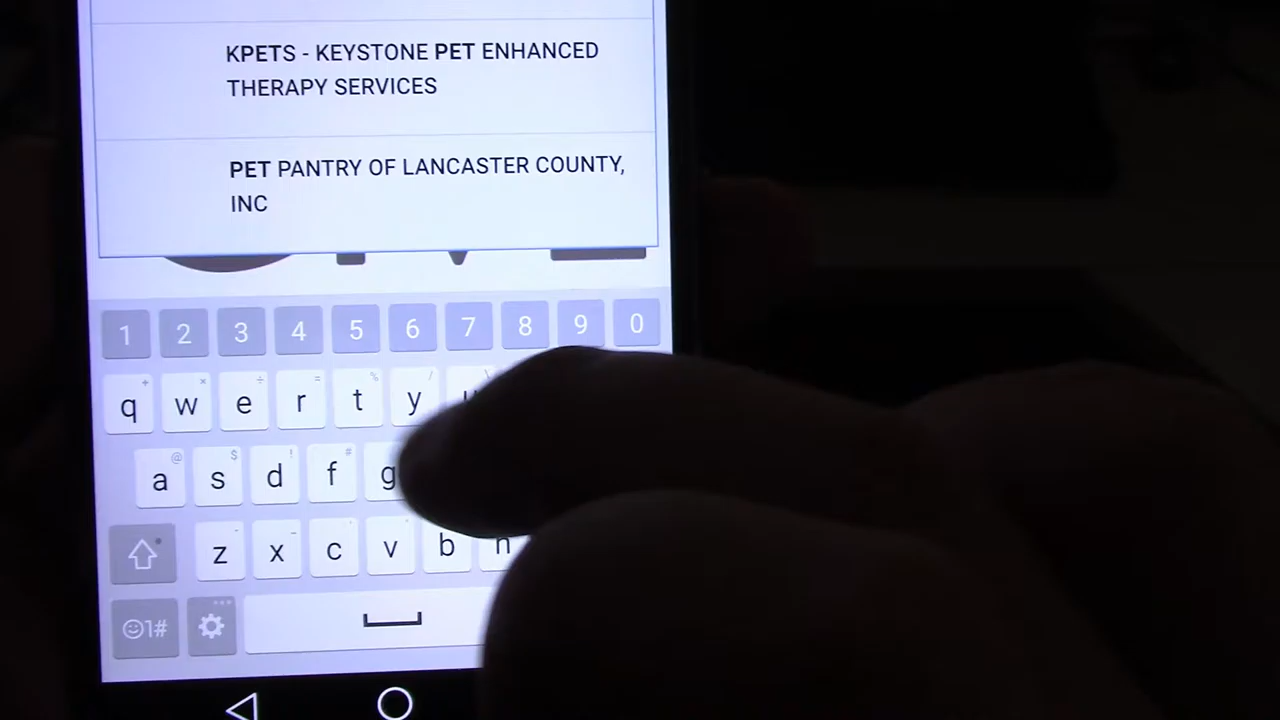 KPETS - KEYSTONE PET ENHANCED
THERAPY SERVICES
PET PANTRY OF LANCASTER COUNTY,
INC
1 2 3 4 5 6 7 8 9 0
q w e r t y u
a s d f g
z x c v b n
1#